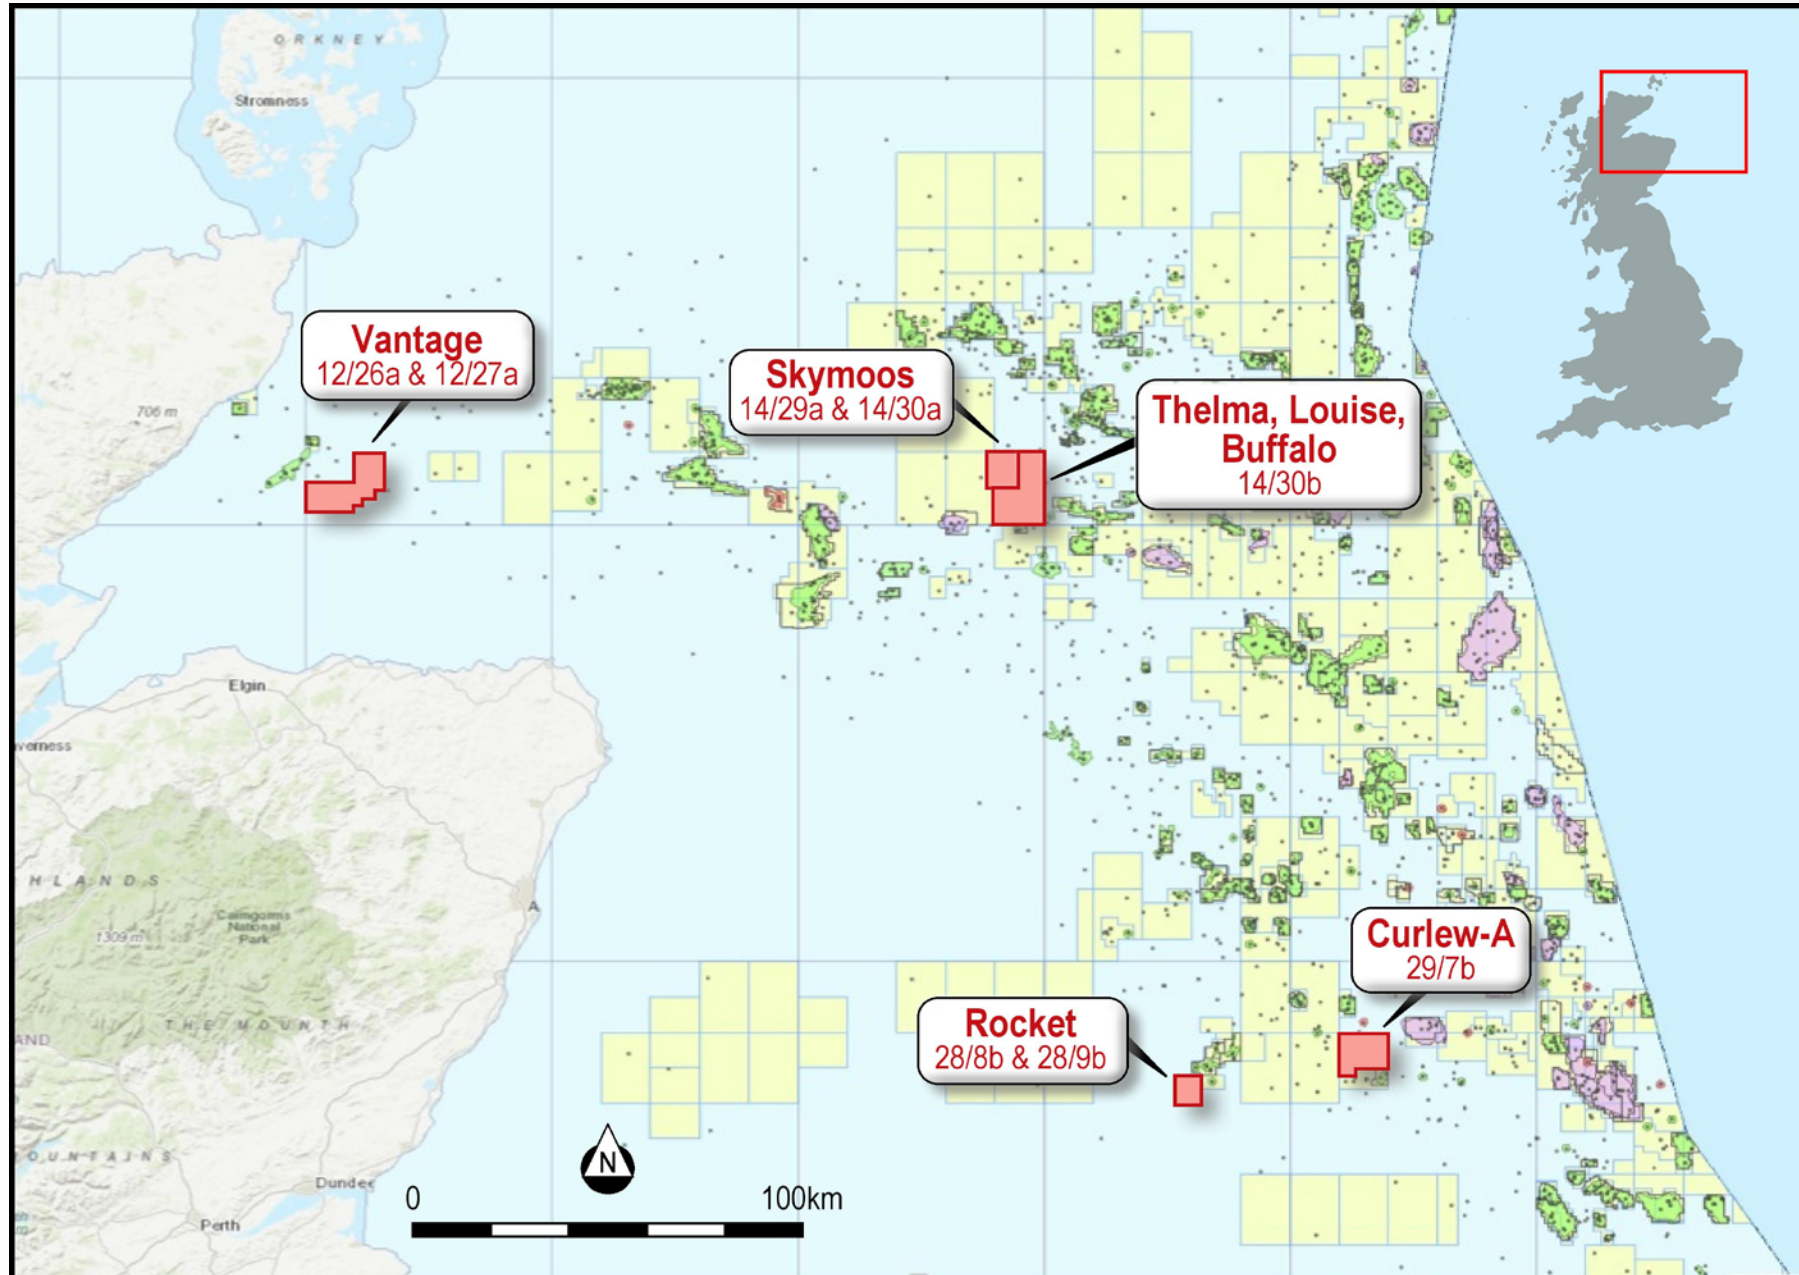 ORKNEY
Stromness
Vantage
12/26a & 12/27a
Skymoos
14/29a & 14/30a
Thelma, Louise,
Buffalo
14/30b
706 m
Elgin
verness
HLANDS
Cairngorms
National
Park
1309 m
A
Curlew-A
29/7b
Rocket
28/8b & 28/9b
THE MOUNTH
AND
OUNTAINS
N
Dundee
0 100km
Perth